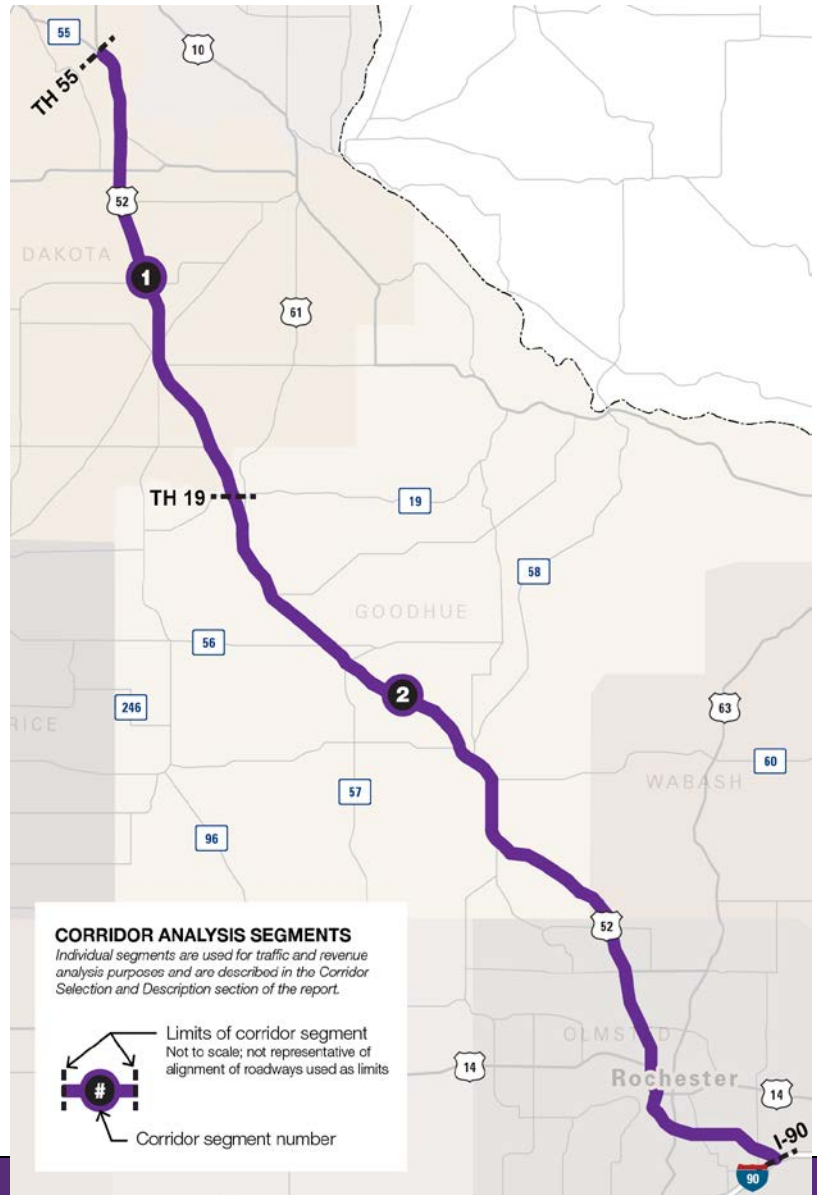 55
10
TH 55
52
DAKOTA
1
61
TH 19
19
58
GOODHUE
56
2
246
63
RICE
60
WABASH
57
96
52
CORRIDOR ANALYSIS SEGMENTS
Individual segments are used for traffic and revenue
analysis purposes and are described in the Corridor
Selection and Description section of the report.
Limits of corridor segment
Not to scale; not representative of
alignment of roadways used as limits
#
Corridor segment number
OLMSTED
14
Rochester
14
I-90
90